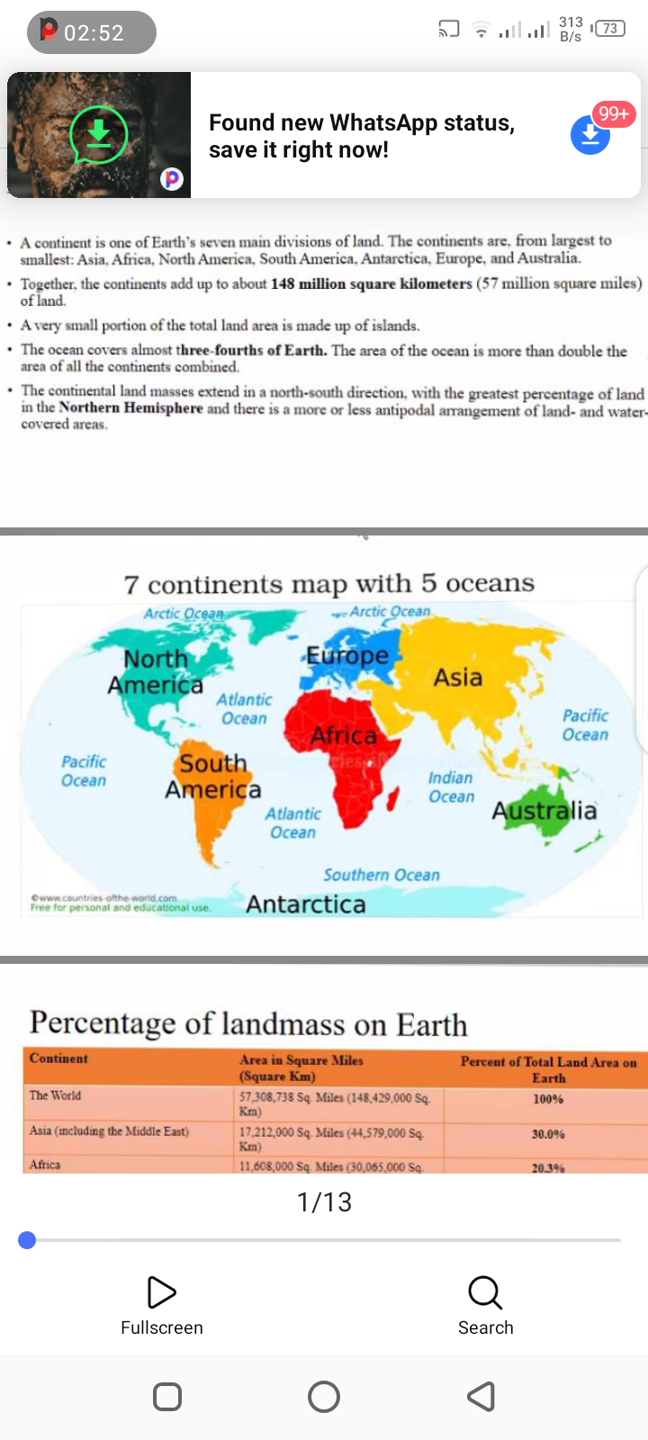 02:52
313
B/s
73
Found new WhatsApp status,
save it right now!
99+
• A continent is one of Earth's seven main divisions of land. The continents are, from largest to
smallest: Asia, Africa, North America, South America, Antarctica, Europe, and Australia.
• Together, the continents add up to about 148 million square kilometers (57 million square miles)
of land.
• A very small portion of the total land area is made up of islands.
• The ocean covers almost three-fourths of Earth. The area of the ocean is more than double the
area of all the continents combined.
• The continental land masses extend in a north-south direction, with the greatest percentage of land
in the Northern Hemisphere and there is a more or less antipodal arrangement of land- and water-
covered areas.
7 continents map with 5 oceans
Arctic Ocean
Arctic Ocean
North
America
Europe
Asia
Atlantic
Ocean
Pacific
Ocean
Africa
Pacific
Ocean
South
America
Indian
Ocean
Australia
Atlantic
Ocean
Southern Ocean
©www.countries-ofthe-world.com
Free for personal and educational use.
Antarctica
Percentage of landmass on Earth
Continent
Area in Square Miles
(Square Km)
Percent of Total Land Area on
Earth
The World
57,308,738 Sq. Miles (148,429,000 Sq.
Km)
100%
Asia (including the Middle East)
17,212,000 Sq. Miles (44,579,000 Sq.
Km)
30.0%
Africa
11,608,000 Sq. Miles (30,065,000 Sq.
20.3%
1/13
Fullscreen
Search